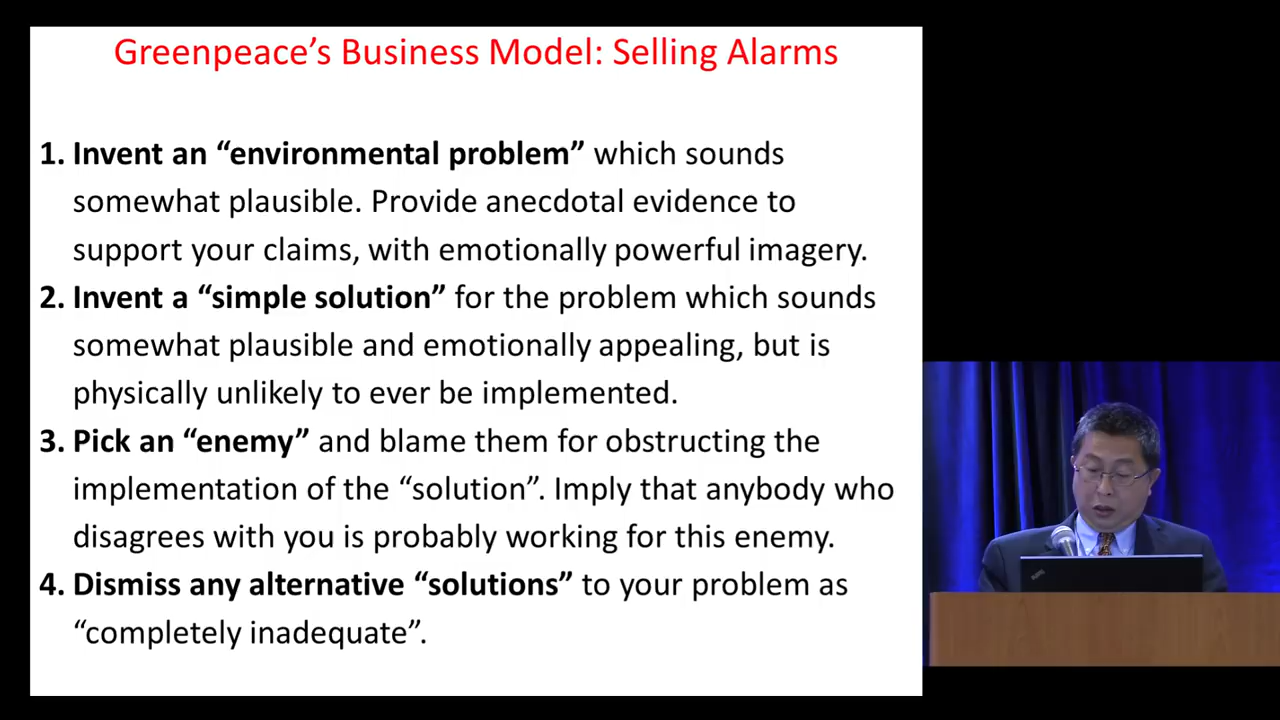 Greenpeace’s Business Model: Selling Alarms
1. Invent an “environmental problem” which sounds
somewhat plausible. Provide anecdotal evidence to
support your claims, with emotionally powerful imagery.
2. Invent a “simple solution” for the problem which sounds
somewhat plausible and emotionally appealing, but is
physically unlikely to ever be implemented.
3. Pick an “enemy” and blame them for obstructing the
implementation of the “solution”. Imply that anybody who
disagrees with you is probably working for this enemy.
4. Dismiss any alternative “solutions” to your problem as
“completely inadequate”.